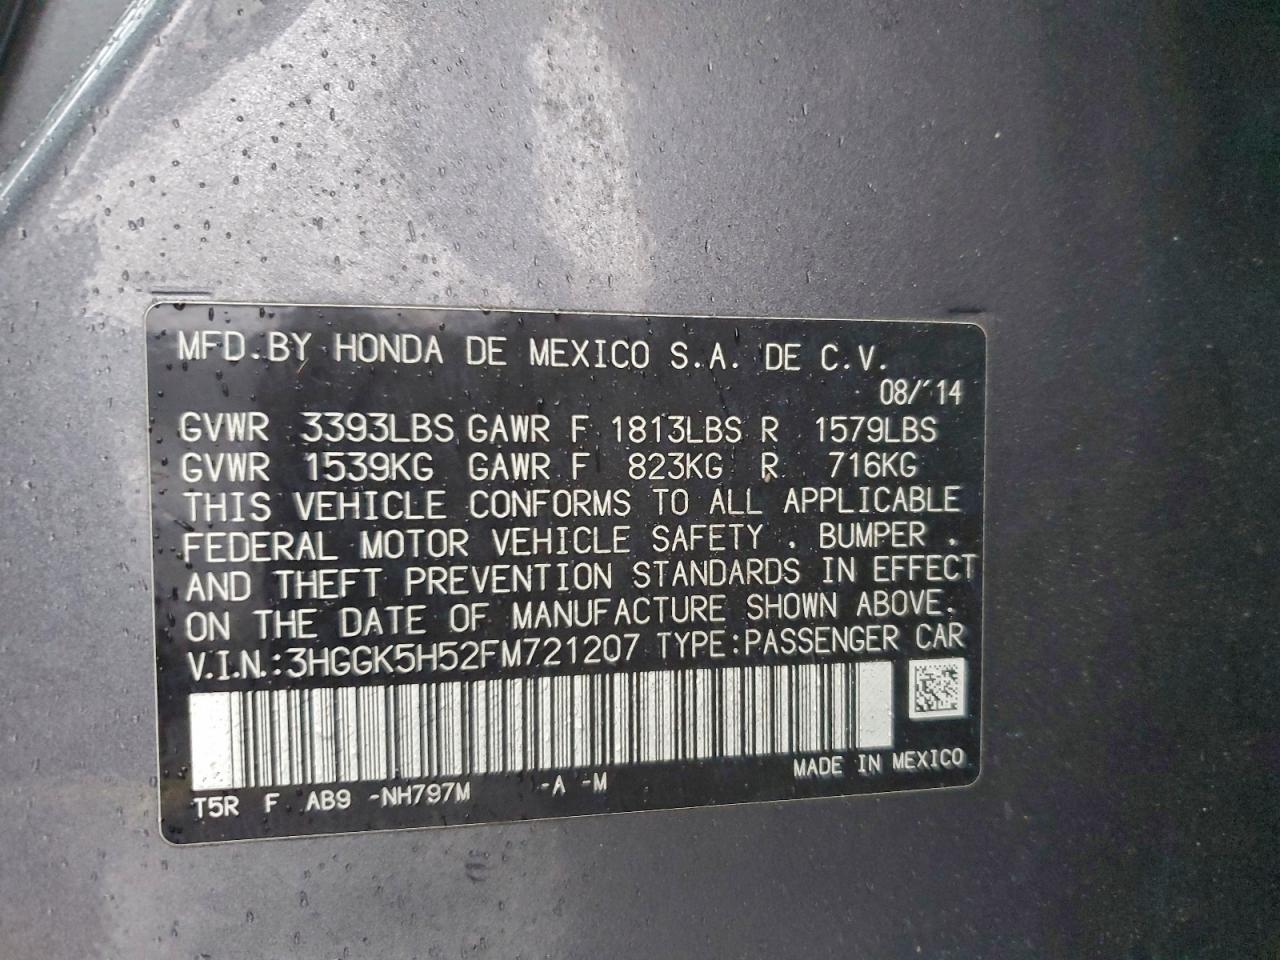 MFD.BY HONDA DE MEXICO S.A. DE C.V.
08/'14
GVWR 3393LBS GAWR F 1813LBS R 1579LBS
GVWR 1539KG GAWR F 823KG R 716KG
THIS VEHICLE CONFORMS TO ALL APPLICABLE
FEDERAL MOTOR VEHICLE SAFETY . BUMPER .
AND THEFT PREVENTION STANDARDS IN EFFECT
ON THE DATE OF MANUFACTURE SHOWN ABOVE.
V.I.N.:3HGGK5H52FM721207 TYPE:PASSENGER CAR
MADE IN MEXICO
T5R F AB9 -NH797M -A -M